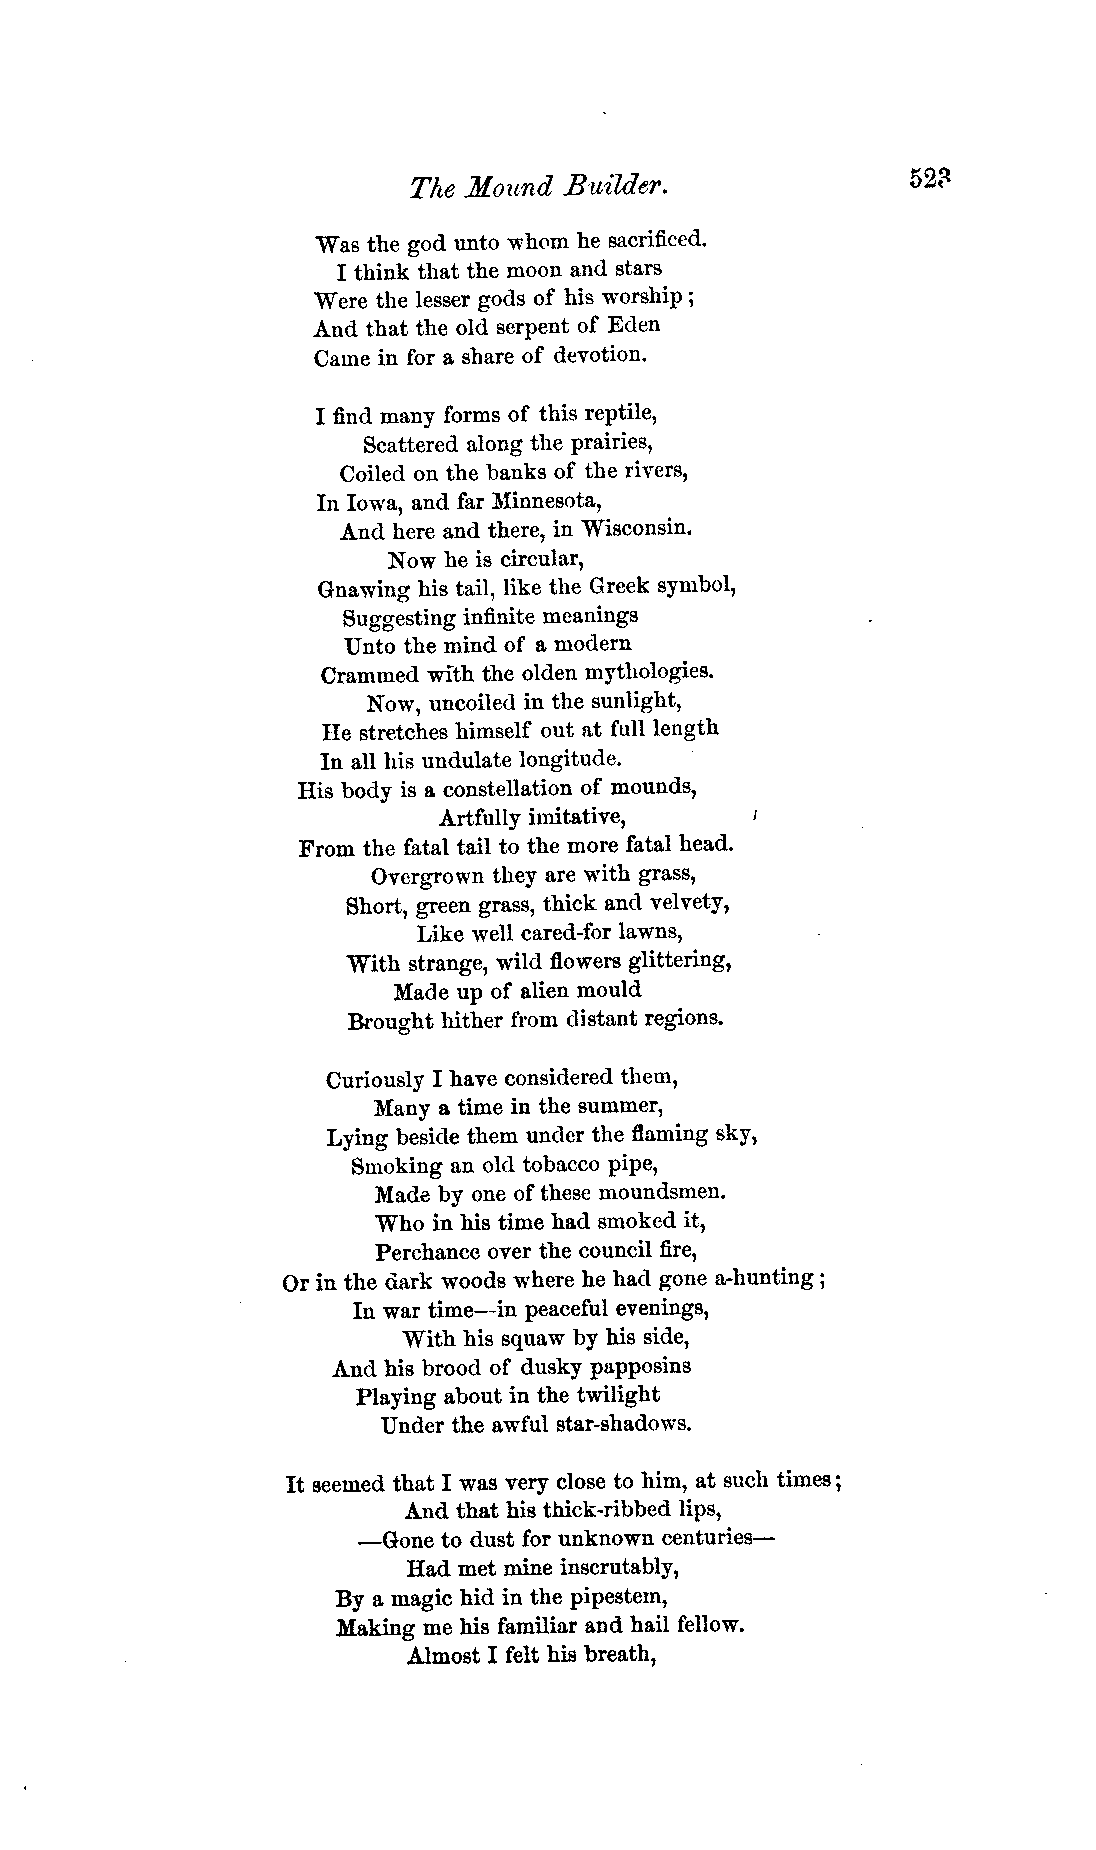 The Mound Builder. 523
Was the god unto whom he sacrificed.
I think that the moon and stars
Were the lesser gods of his worship;
And that the old serpent of Eden
Came in for a share of devotion.
I find many forms of this reptile,
Scattered along the prairies,
Coiled on the banks of the rivers,
In Iowa, and far Minnesota,
And here and there, in Wisconsin.
Now he is circular,
Gnawing his tail, like the Greek symbol,
Suggesting infinite meanings
Unto the mind of a modern
Crammed with the olden mythologies.
Now, uncoiled in the sunlight,
He stretches himself out at full length
In all his undulate longitude.
His body is a constellation of mounds,
Artfully imitative,
From the fatal tail to the more fatal head.
Overgrown they are with grass,
Short, green grass, thick and velvety,
Like well cared-for lawns,
With strange, wild flowers glittering,
Made up of alien mould
Brought hither from distant regions.
Curiously I have considered them,
Many a time in the summer,
Lying beside them under the flaming sky,
Smoking an old tobacco pipe,
Made by one of these moundsmen.
Who in his time had smoked it,
Perchance over the council fire,
Or in the dark woods where he had gone a-hunting;
In war time—in peaceful evenings,
With his squaw by his side,
And his brood of dusky papposins
Playing about in the twilight
Under the awful star-shadows.
It seemed that I was very close to him, at such times;
And that his thick-ribbed lips,
—Gone to dust for unknown centuries—
Had met mine inscrutably,
By a magic hid in the pipestem,
Making me his familiar and hail fellow.
Almost I felt his breath,